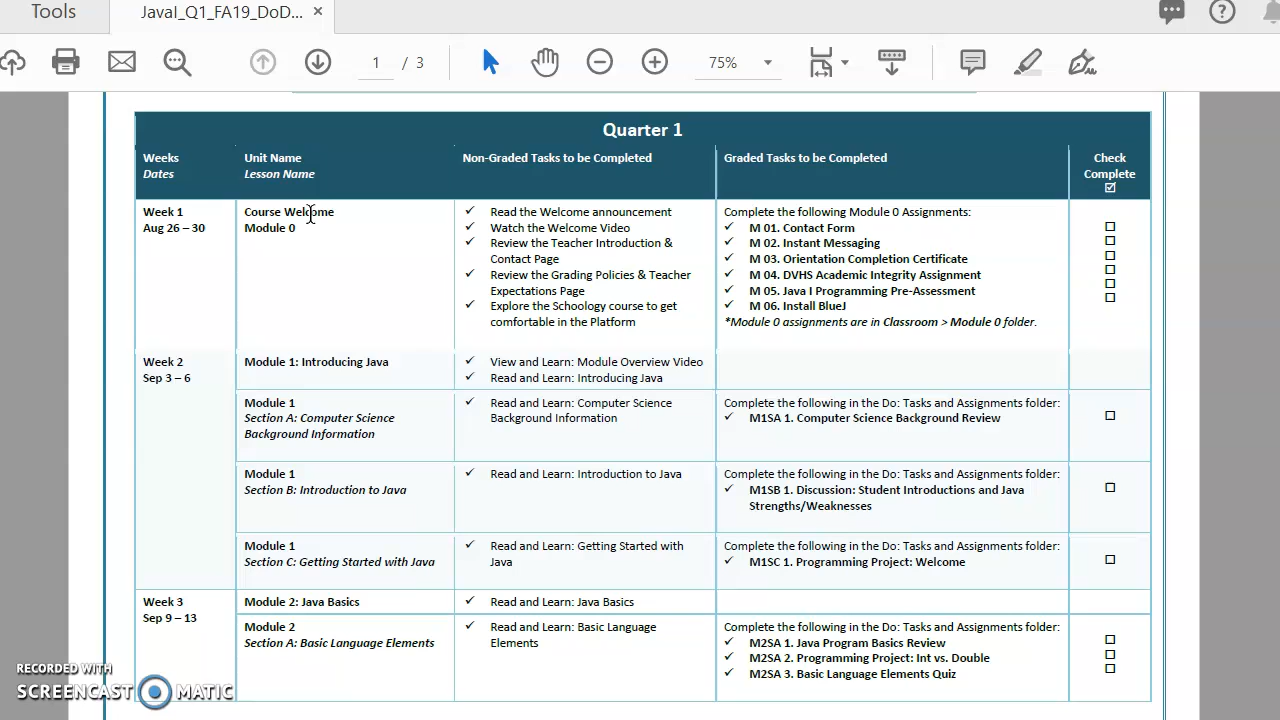 Tools
JavaI_Q1_FA19_DoD... ×
1 / 3
75%
Quarter 1
Weeks
Dates
Unit Name
Lesson Name
Non-Graded Tasks to be Completed
Graded Tasks to be Completed
Check
Complete
Week 1
Aug 26 – 30
Course Welcome
Module 0
Read the Welcome announcement
Watch the Welcome Video
Review the Teacher Introduction &
Contact Page
Review the Grading Policies & Teacher
Expectations Page
Explore the Schoology course to get
comfortable in the Platform
Complete the following Module 0 Assignments:
M 01. Contact Form
M 02. Instant Messaging
M 03. Orientation Completion Certificate
M 04. DVHS Academic Integrity Assignment
M 05. Java I Programming Pre-Assessment
M 06. Install BlueJ
*Module 0 assignments are in Classroom > Module 0 folder.
Week 2
Sep 3 – 6
Module 1: Introducing Java
View and Learn: Module Overview Video
Read and Learn: Introducing Java
Module 1
Section A: Computer Science
Background Information
Read and Learn: Computer Science
Background Information
Complete the following in the Do: Tasks and Assignments folder:
M1SA 1. Computer Science Background Review
Module 1
Section B: Introduction to Java
Read and Learn: Introduction to Java
Complete the following in the Do: Tasks and Assignments folder:
M1SB 1. Discussion: Student Introductions and Java
Strengths/Weaknesses
Module 1
Section C: Getting Started with Java
Read and Learn: Getting Started with
Java
Complete the following in the Do: Tasks and Assignments folder:
M1SC 1. Programming Project: Welcome
Week 3
Sep 9 – 13
Module 2: Java Basics
Read and Learn: Java Basics
Module 2
Section A: Basic Language Elements
Read and Learn: Basic Language
Elements
Complete the following in the Do: Tasks and Assignments folder:
M2SA 1. Java Program Basics Review
M2SA 2. Programming Project: Int vs. Double
M2SA 3. Basic Language Elements Quiz
RECORDED WITH
SCREENCAST MATIC